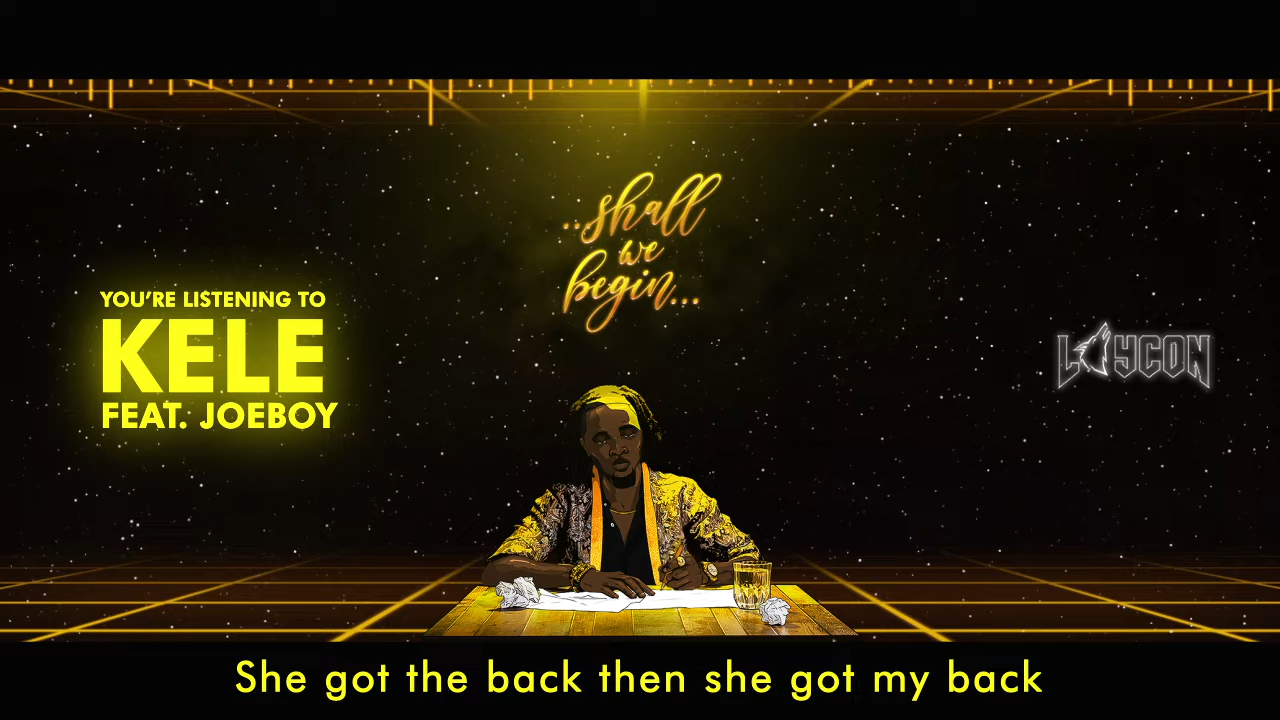 ..shall
we
begin...
YOU'RE LISTENING TO
KELE
FEAT. JOEBOY
LAYCON
She got the back then she got my back